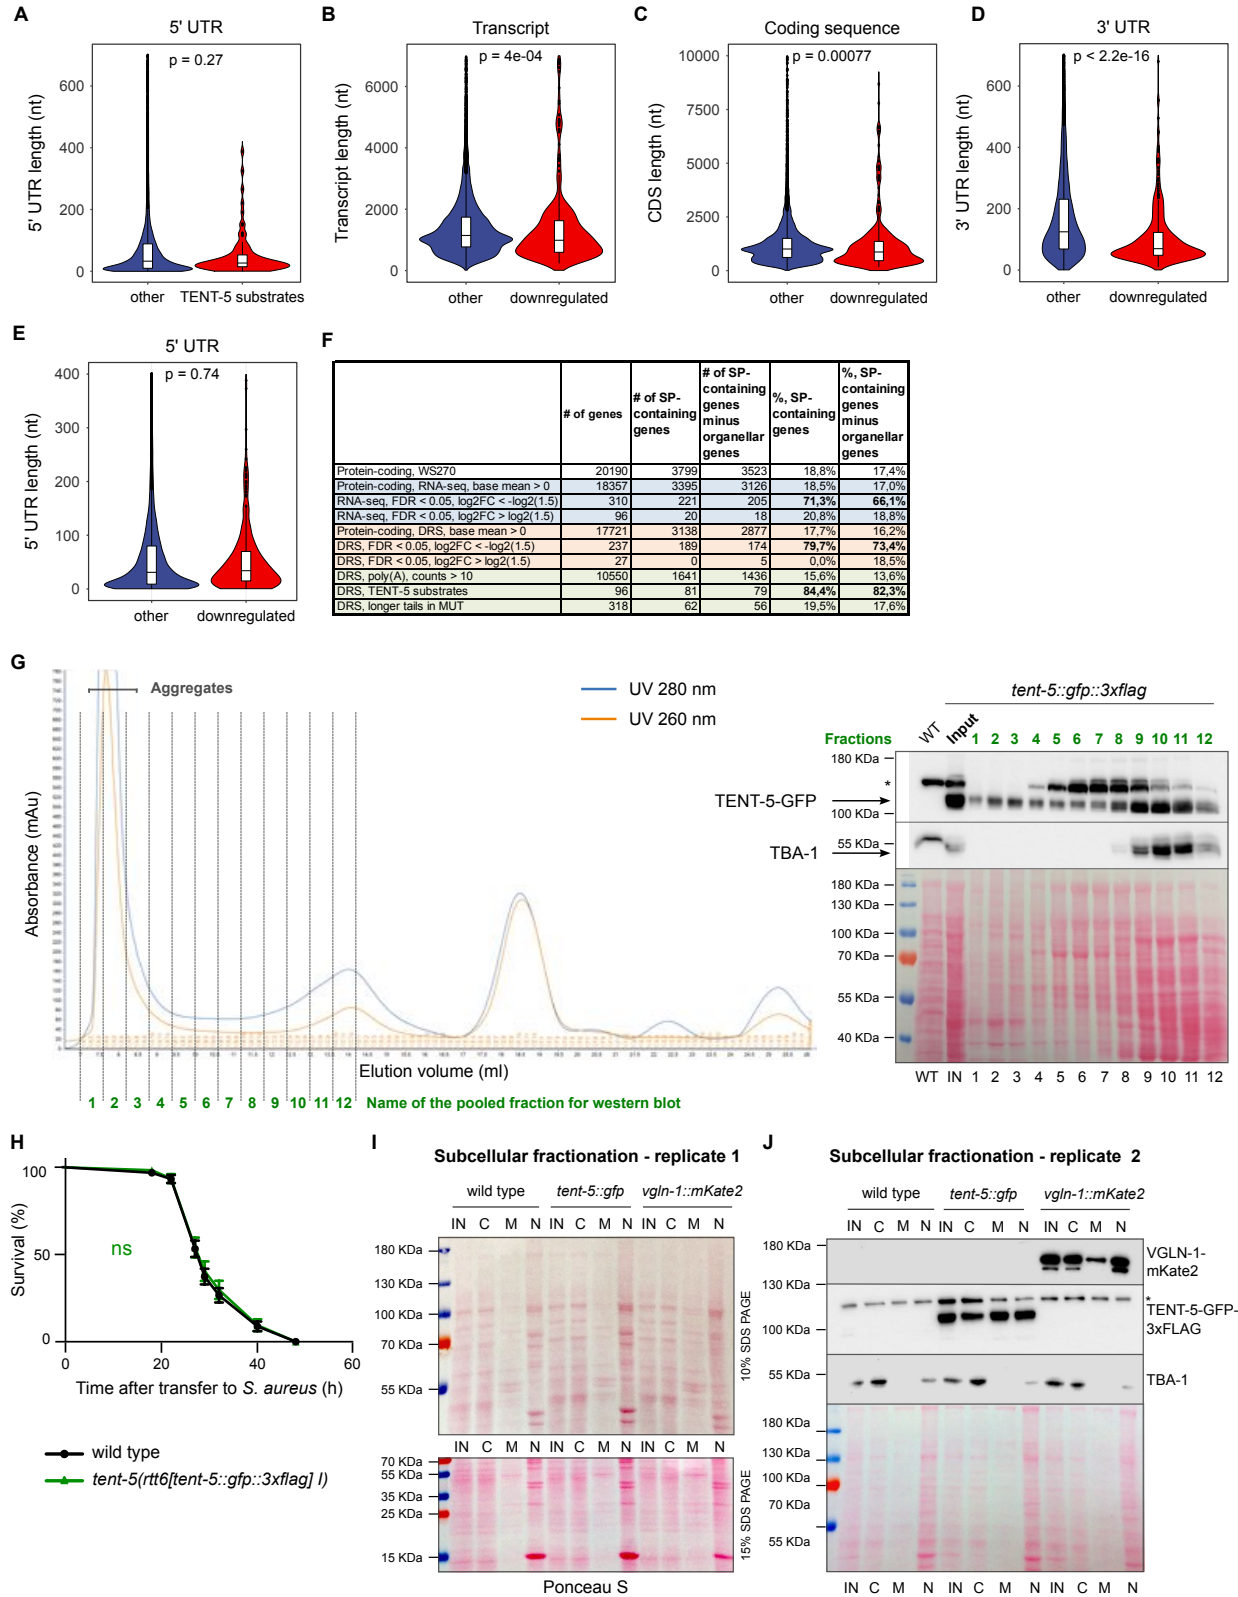 A
5' UTR
p = 0.27
5' UTR length (nt)
600
400
200
0
other
TENT-5 substrates
B
Transcript
p = 4e-04
Transcript length (nt)
6000
4000
2000
0
other
downregulated
C
Coding sequence
p = 0.00077
CDS length (nt)
10000
7500
5000
2500
0
other
downregulated
D
3' UTR
p < 2.2e-16
3' UTR length (nt)
600
400
200
0
other
downregulated
E
5' UTR
p = 0.74
5' UTR length (nt)
400
300
200
100
0
other
downregulated
F
# of genes
# of SP-
containing
genes
# of SP-
containing
genes
minus
organellar
genes
%, SP-
containing
genes
%, SP-
containing
genes
minus
organellar
genes
Protein-coding, WS270 20190 3799 3523 18,8% 17,4%
Protein-coding, RNA-seq, base mean > 0 18357 3395 3126 18,5% 17,0%
RNA-seq, FDR < 0.05, log2FC < -log2(1.5) 310 221 205 71,3% 66,1%
RNA-seq, FDR < 0.05, log2FC > log2(1.5) 96 20 18 20,8% 18,8%
Protein-coding, DRS, base mean > 0 17721 3138 2877 17,7% 16,2%
DRS, FDR < 0.05, log2FC < -log2(1.5) 237 189 174 79,7% 73,4%
DRS, FDR < 0.05, log2FC > log2(1.5) 27 0 5 0,0% 18,5%
DRS, poly(A), counts > 10 10550 1641 1436 15,6% 13,6%
DRS, TENT-5 substrates 96 81 79 84,4% 82,3%
DRS, longer tails in MUT 318 62 56 19,5% 17,6%
G
Aggregates
UV 280 nm
UV 260 nm
Absorbance (mAu)
Elution volume (ml)
1 2 3 4 5 6 7 8 9 10 11 12 Name of the pooled fraction for western blot
tent-5::gfp::3xflag
WT Input
Fractions 1 2 3 4 5 6 7 8 9 10 11 12
180 KDa
*
TENT-5-GFP
100 KDa
55 KDa
TBA-1
180 KDa
130 KDa
100 KDa
70 KDa
55 KDa
40 KDa
WT IN 1 2 3 4 5 6 7 8 9 10 11 12
H
Survival (%)
100
50
0
ns
0 20 40 60
Time after transfer to S. aureus (h)
wild type
tent-5(rtt6[tent-5::gfp::3xflag] I)
I
Subcellular fractionation - replicate 1
wild type tent-5::gfp vgln-1::mKate2
IN C M N IN C M N IN C M N
180 KDa
130 KDa
100 KDa
70 KDa
55 KDa
10% SDS PAGE
IN C M N IN C M N IN C M N
70 KDa
55 KDa
35 KDa
25 KDa
15 KDa
15% SDS PAGE
Ponceau S
J
Subcellular fractionation - replicate 2
wild type tent-5::gfp vgln-1::mKate2
IN C M N IN C M N IN C M N
180 KDa
VGLN-1-
mKate2
130 KDa
*
TENT-5-GFP-
3xFLAG
100 KDa
55 KDa
TBA-1
180 KDa
130 KDa
100 KDa
70 KDa
55 KDa
IN C M N IN C M N IN C M N